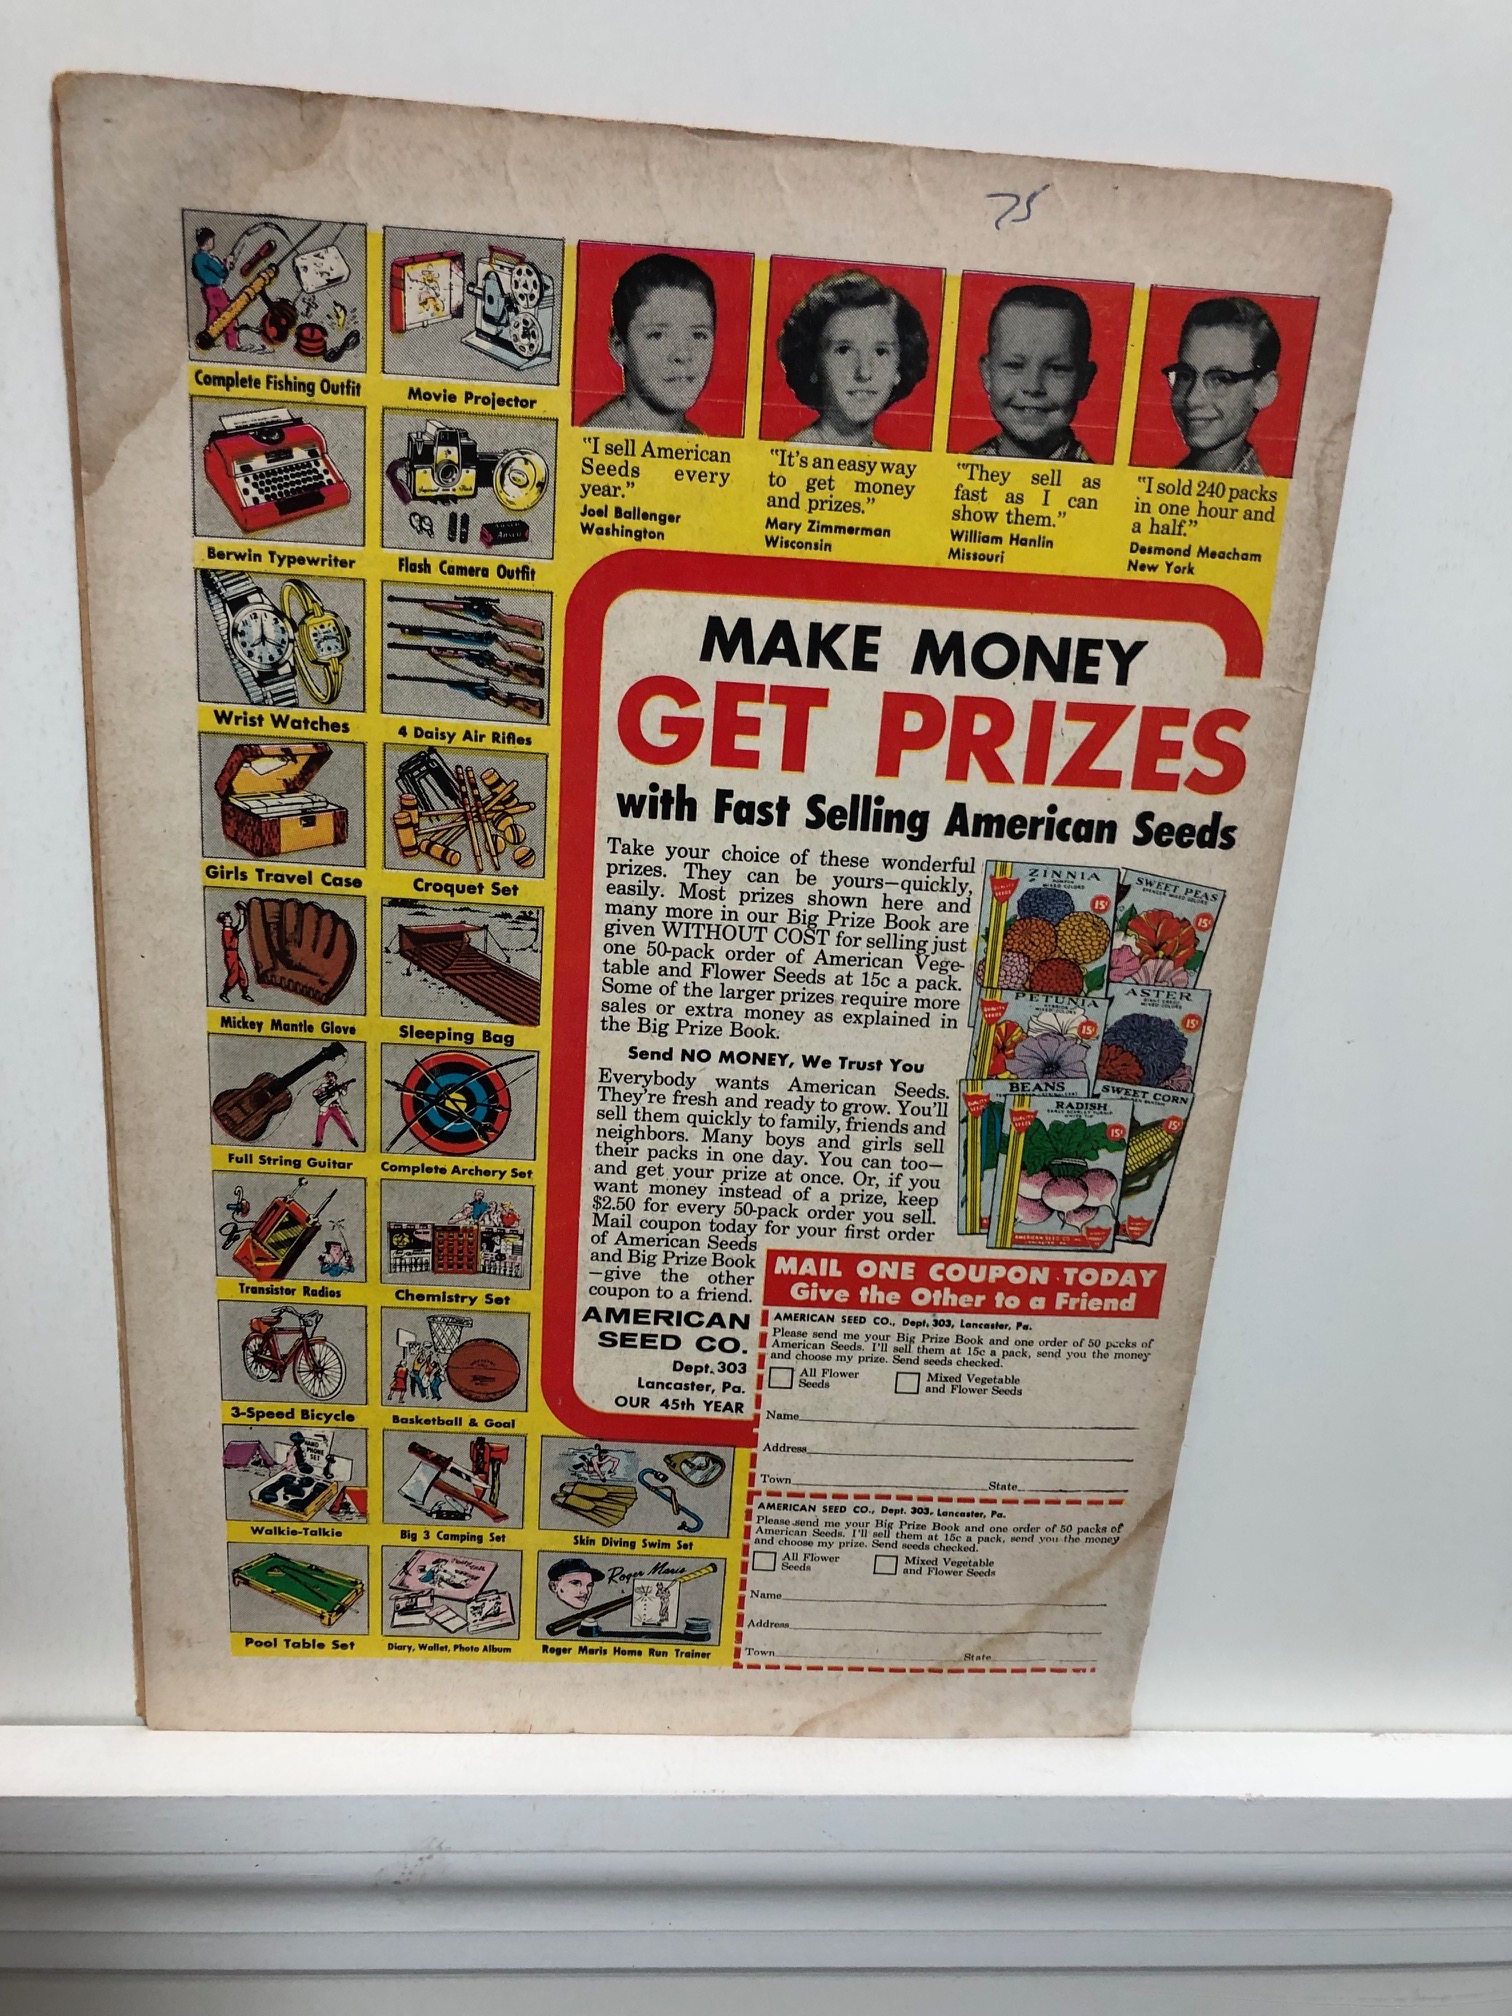 75
Complete Fishing Outfit
Movie Projector
Berwin Typewriter
Flash Camera Outfit
Wrist Watches
4 Daisy Air Rifles
Girls Travel Case
Croquet Set
Mickey Mantle Glove
Sleeping Bag
Full String Guitar
Complete Archery Set
Transistor Radios
Chemistry Set
3-Speed Bicycle
Basketball & Goal
HAND
PHONE
SET
Walkie-Talkie
Big 3 Camping Set
Skin Diving Swim Set
Pool Table Set
Diary, Wallet, Photo Album
Roger Maris
Roger Maris Home Run Trainer
"I sell American
Seeds every
year."
Joel Ballenger
Washington
"It's an easy way
to get money
and prizes."
Mary Zimmerman
Wisconsin
"They sell as
fast as I can
show them."
William Hanlin
Missouri
"I sold 240 packs
in one hour and
a half."
Desmond Meacham
New York
MAKE MONEY
GET PRIZES
with Fast Selling American Seeds
Take your choice of these wonderful
prizes. They can be yours—quickly,
easily. Most prizes shown here and
many more in our Big Prize Book are
given WITHOUT COST for selling just
one 50-pack order of American Vege-
table and Flower Seeds at 15c a pack.
Some of the larger prizes require more
sales or extra money as explained in
the Big Prize Book.
Send NO MONEY, We Trust You
Everybody wants American Seeds.
They're fresh and ready to grow. You'll
sell them quickly to family, friends and
neighbors. Many boys and girls sell
their packs in one day. You can too—
and get your prize at once. Or, if you
want money instead of a prize, keep
$2.50 for every 50-pack order you sell.
Mail coupon today for your first order
of American Seeds
and Big Prize Book
—give the other
coupon to a friend.
AMERICAN
SEED CO.
Dept. 303
Lancaster, Pa.
OUR 45th YEAR
ZINNIA
MIXED COLORS
15¢
SWEET PEAS
15¢
PETUNIA
MIXED COLORS
15¢
ASTER
MIXED COLORS
15¢
BEANS
SWEET CORN
15¢
RADISH
15¢
AMERICAN SEED CO.
MAIL ONE COUPON TODAY
Give the Other to a Friend
AMERICAN SEED CO., Dept. 303, Lancaster, Pa.
Please send me your Big Prize Book and one order of 50 packs of
American Seeds. I'll sell them at 15c a pack, send you the money
and choose my prize. Send seeds checked.
All Flower
Seeds
Mixed Vegetable
and Flower Seeds
Name
Address
Town State
AMERICAN SEED CO., Dept. 303, Lancaster, Pa.
Please send me your Big Prize Book and one order of 50 packs of
American Seeds. I'll sell them at 15c a pack, send you the money
and choose my prize. Send seeds checked.
All Flower
Seeds
Mixed Vegetable
and Flower Seeds
Name
Address
Town State